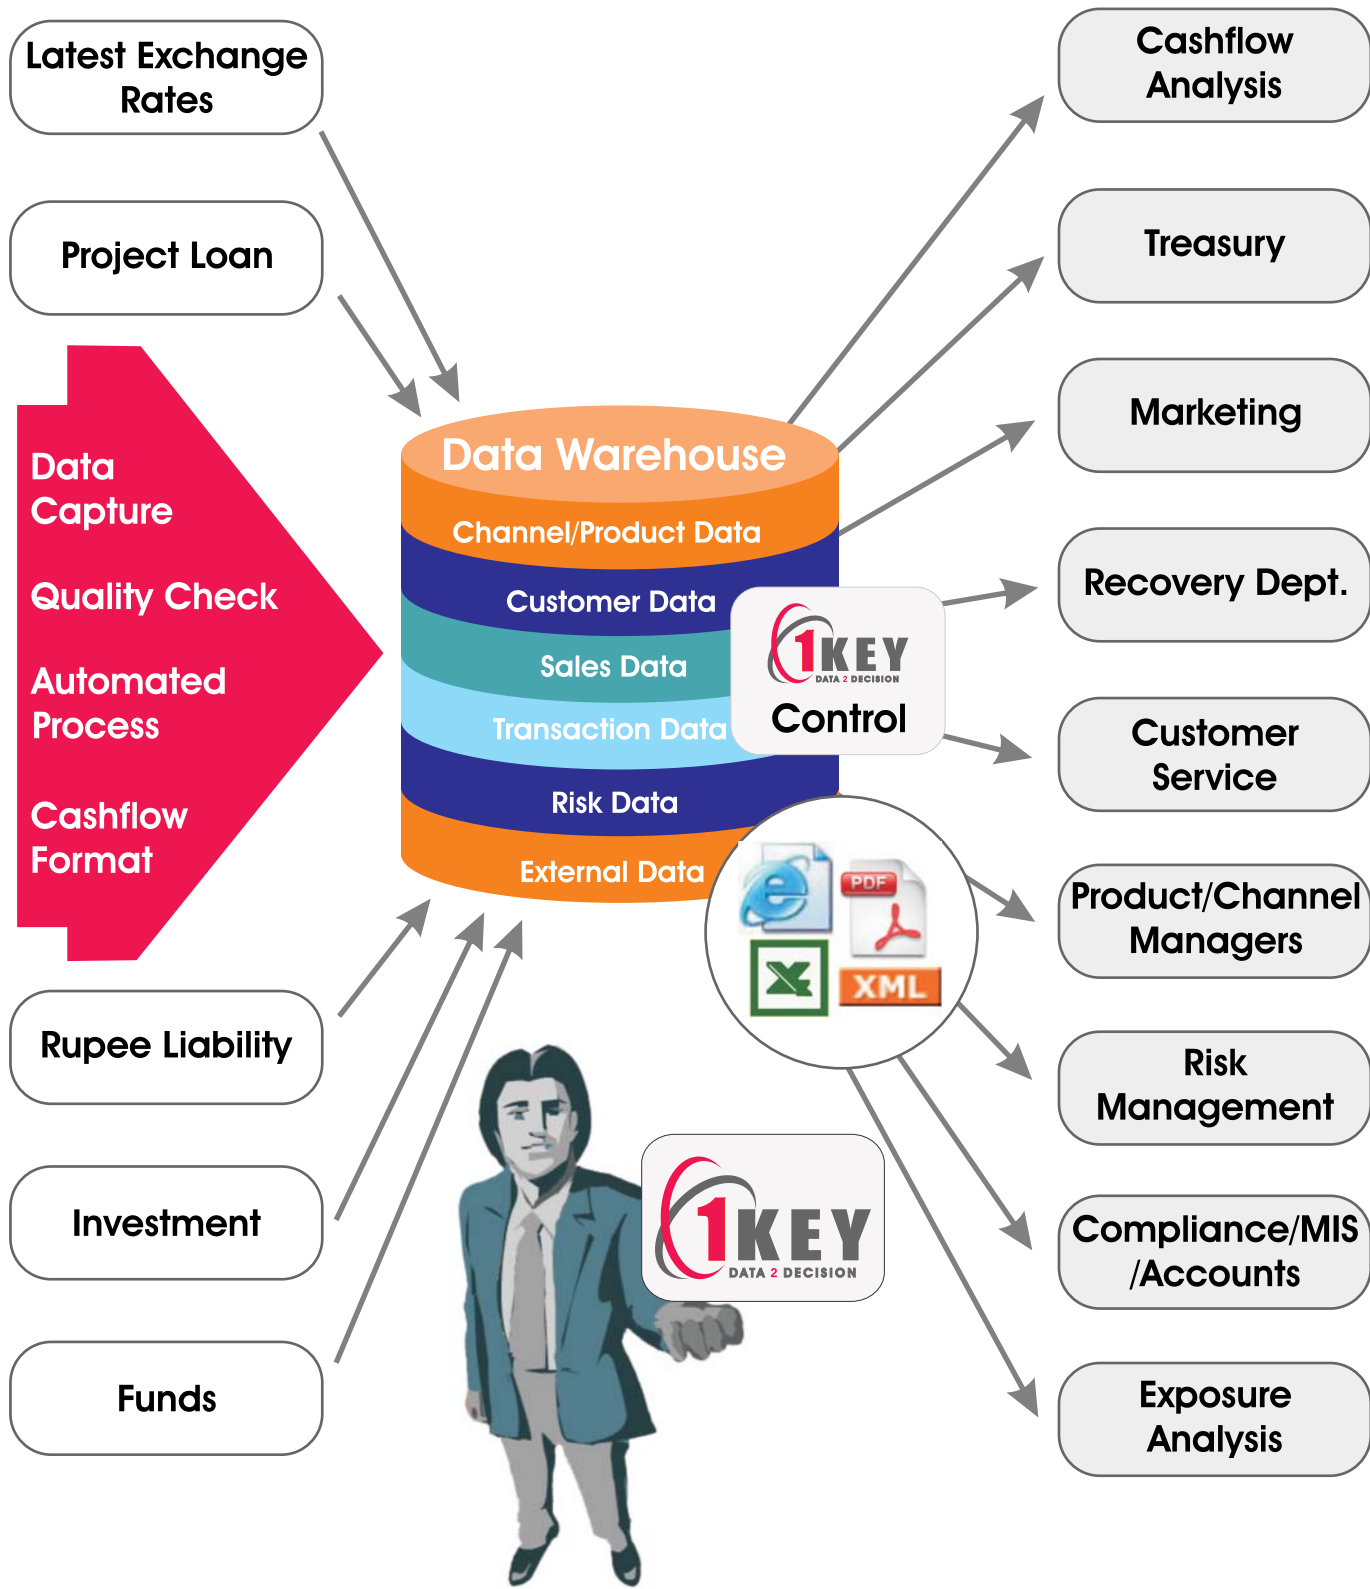 Latest Exchange
Rates
Project Loan
Data
Capture
Quality Check
Automated
Process
Cashflow
Format
Rupee Liability
Investment
Funds
Data Warehouse
Channel/Product Data
Customer Data
Sales Data
Transaction Data
Risk Data
External Data
1KEY
DATA 2 DECISION
Control
e
PDF
X
XML
1KEY
DATA 2 DECISION
Cashflow
Analysis
Treasury
Marketing
Recovery Dept.
Customer
Service
Product/Channel
Managers
Risk
Management
Compliance/MIS
/Accounts
Exposure
Analysis